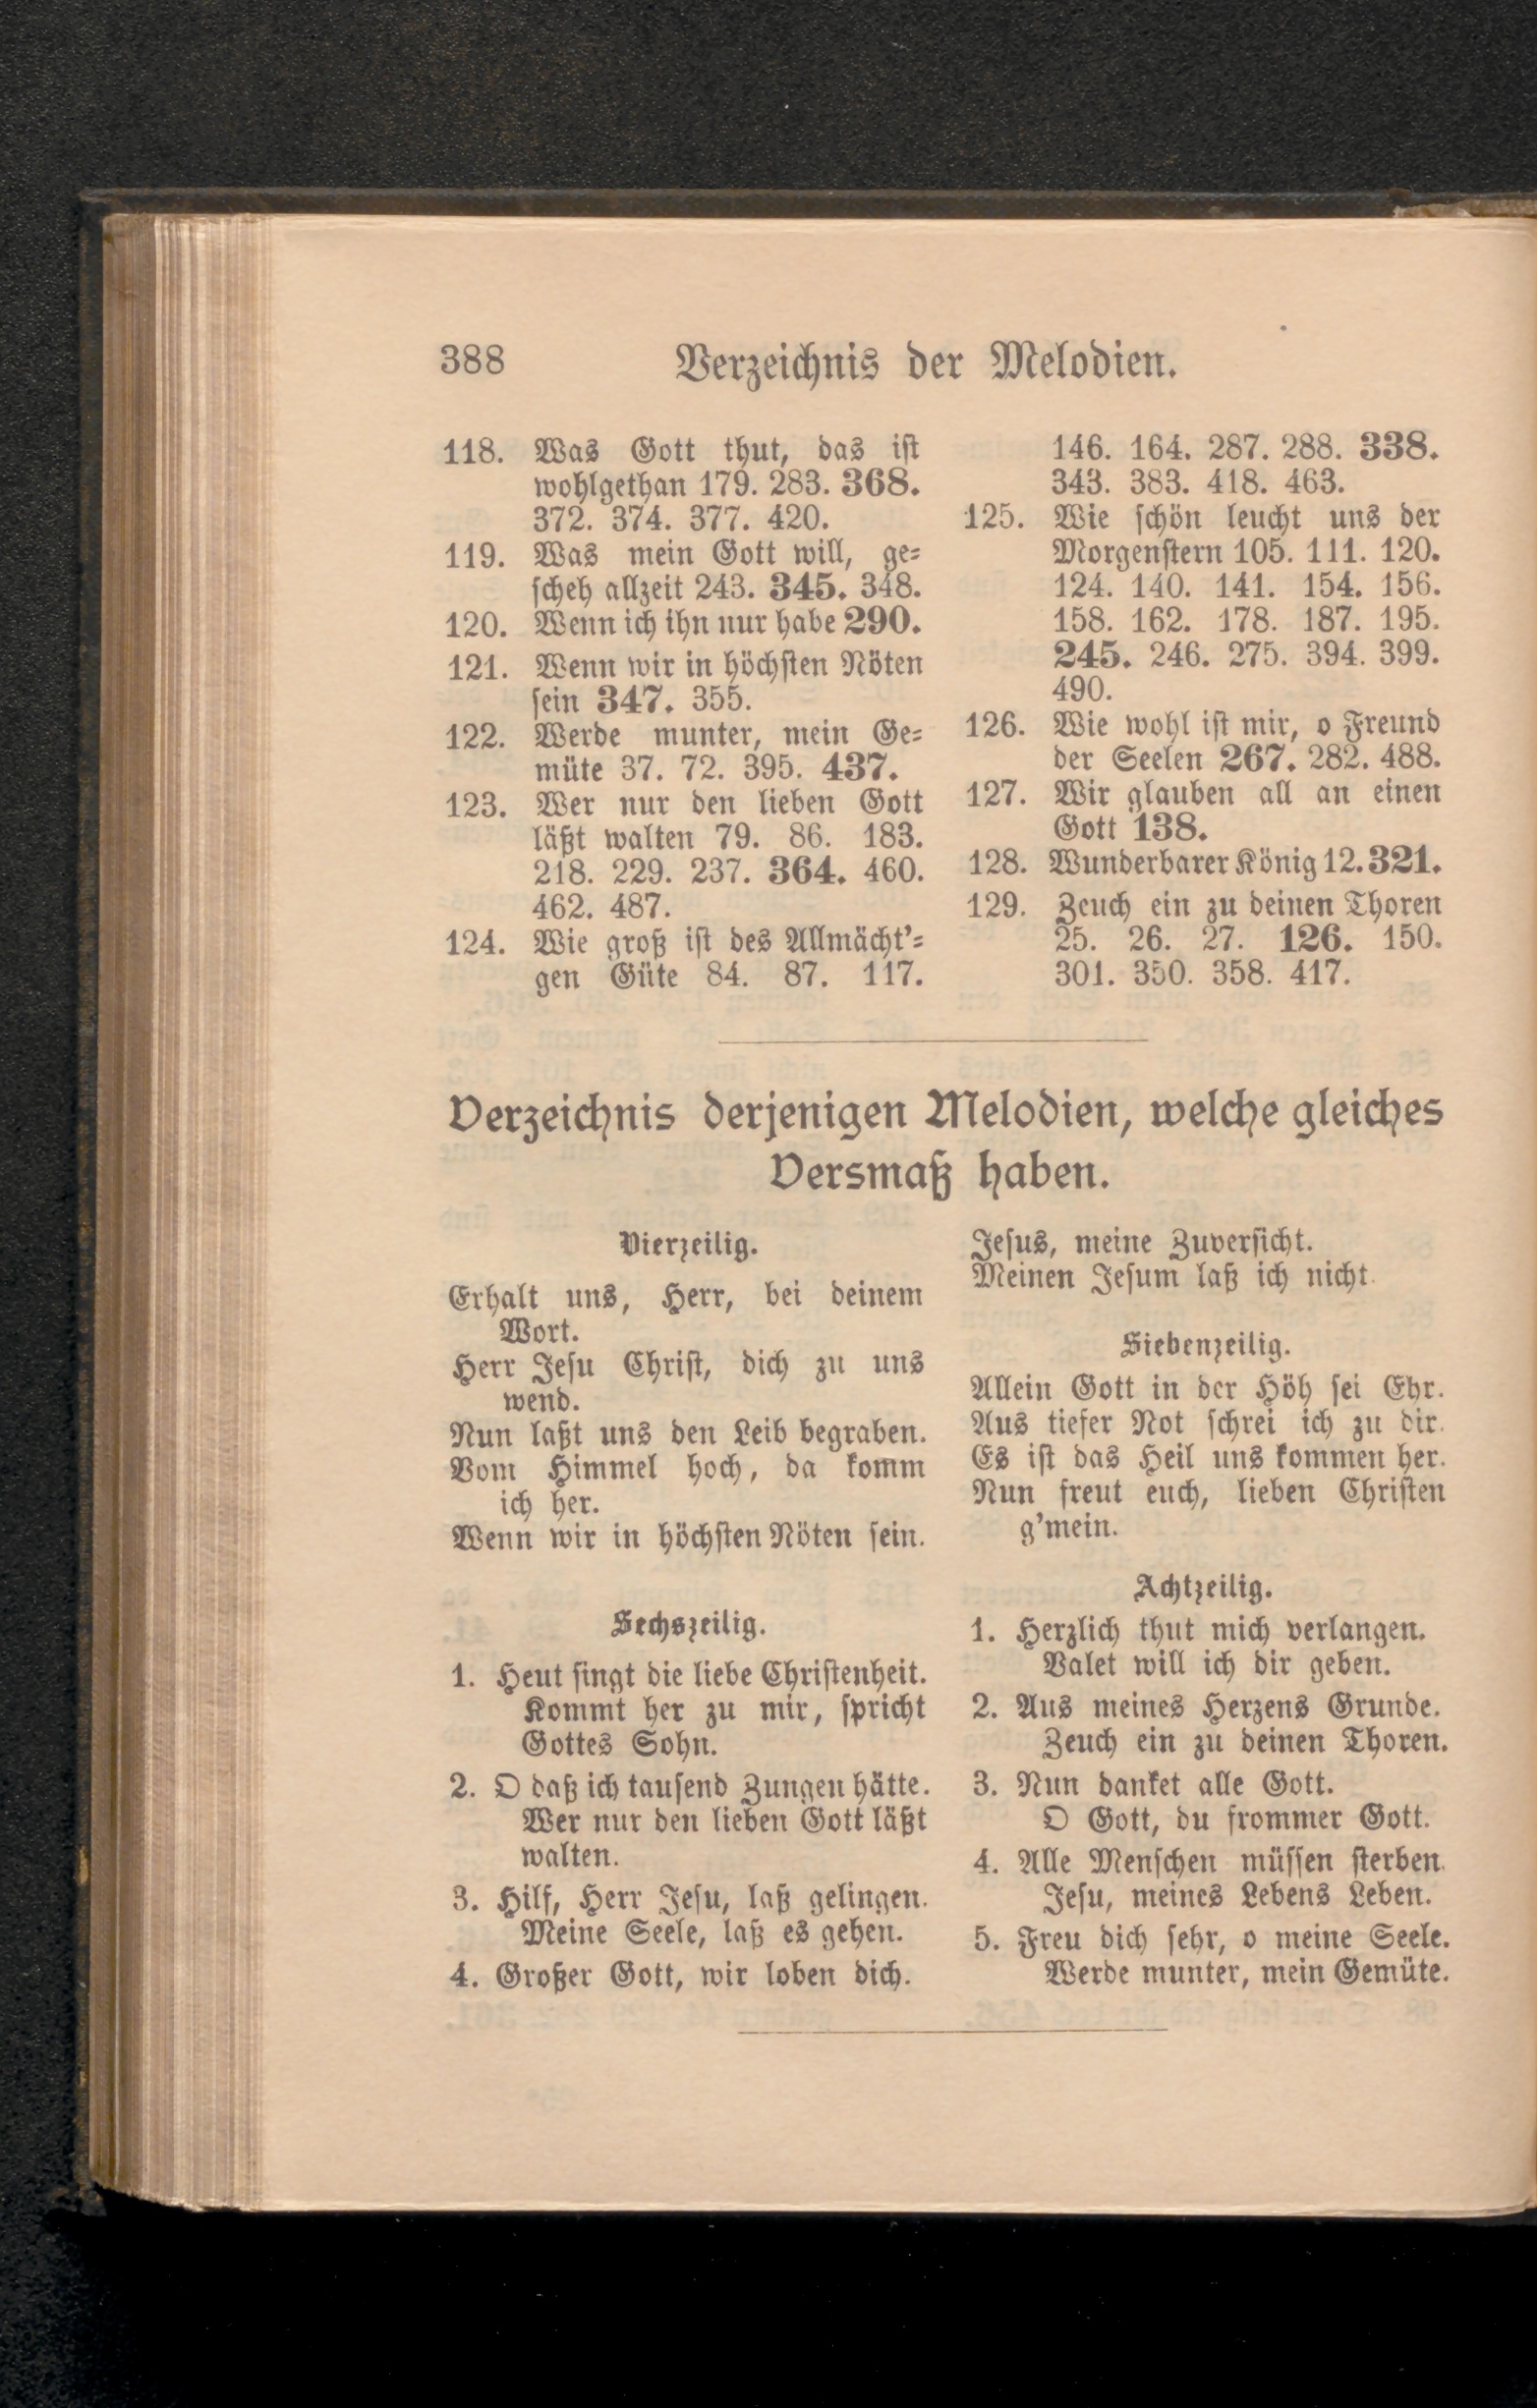 388 Verzeichnis der Melodien.
118. Was Gott thut, das ist
wohlgethan 179. 283. 368.
372. 374. 377. 420.
119. Was mein Gott will, ge⸗
scheh allzeit 243. 345. 348.
120. Wenn ich ihn nur habe 290.
121. Wenn wir in höchsten Nöten
sein 347. 355.
122. Werde munter, mein Ge⸗
müte 37. 72. 395. 437.
123. Wer nur den lieben Gott
läßt walten 79. 86. 183.
218. 229. 237. 364. 460.
462. 487.
124. Wie groß ist des Allmächt'⸗
gen Güte 84. 87. 117.
146. 164. 287. 288. 338.
343. 383. 418. 463.
125. Wie schön leucht uns der
Morgenstern 105. 111. 120.
124. 140. 141. 154. 156.
158. 162. 178. 187. 195.
245. 246. 275. 394. 399.
490.
126. Wie wohl ist mir, o Freund
der Seelen 267. 282. 488.
127. Wir glauben all an einen
Gott 138.
128. Wunderbarer König 12. 321.
129. Zeuch ein zu deinen Thoren
25. 26. 27. 126. 150.
301. 350. 358. 417.
Verzeichnis derjenigen Melodien, welche gleiches
Versmaß haben.
Vierzeilig.
Erhalt uns, Herr, bei deinem
Wort.
Herr Jesu Christ, dich zu uns
wend.
Nun laßt uns den Leib begraben.
Vom Himmel hoch, da komm
ich her.
Wenn wir in höchsten Nöten sein.
Sechszeilig.
1. Heut singt die liebe Christenheit.
Kommt her zu mir, spricht
Gottes Sohn.
2. O daß ich tausend Zungen hätte.
Wer nur den lieben Gott läßt
walten.
3. Hilf, Herr Jesu, laß gelingen.
Meine Seele, laß es gehen.
4. Großer Gott, wir loben dich.
Jesus, meine Zuversicht.
Meinen Jesum laß ich nicht.
Siebenzeilig.
Allein Gott in der Höh sei Ehr.
Aus tiefer Not schrei ich zu dir.
Es ist das Heil uns kommen her.
Nun freut euch, lieben Christen
g'mein.
Achtzeilig.
1. Herzlich thut mich verlangen.
Valet will ich dir geben.
2. Aus meines Herzens Grunde.
Zeuch ein zu deinen Thoren.
3. Nun danket alle Gott.
O Gott, du frommer Gott.
4. Alle Menschen müssen sterben.
Jesu, meines Lebens Leben.
5. Freu dich sehr, o meine Seele.
Werde munter, mein Gemüte.